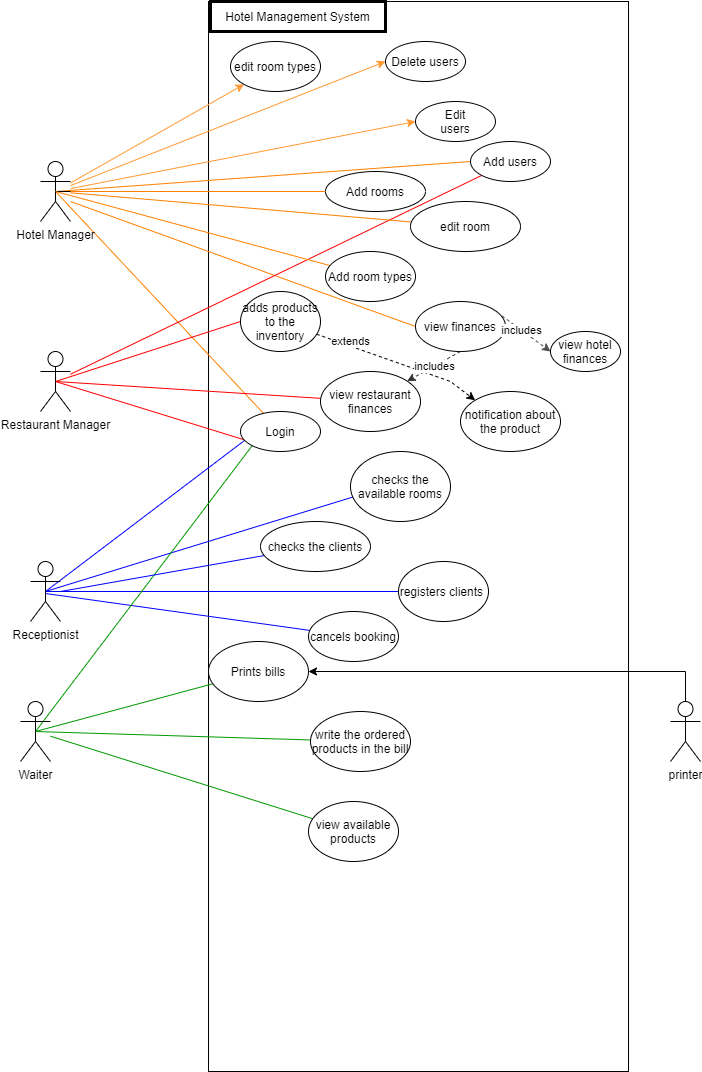 Hotel Management System
edit room types
Delete users
Edit
users
Add users
Add rooms
Hotel Manager
edit room
Add room types
adds products
to the
inventory
view finances
includes
extends
view hotel
finances
includes
view restaurant
finances
Restaurant Manager
notification about
the product
Login
checks the
available rooms
checks the clients
registers clients
Receptionist
cancels booking
Prints bills
write the ordered
products in the bill
Waiter
printer
view available
products